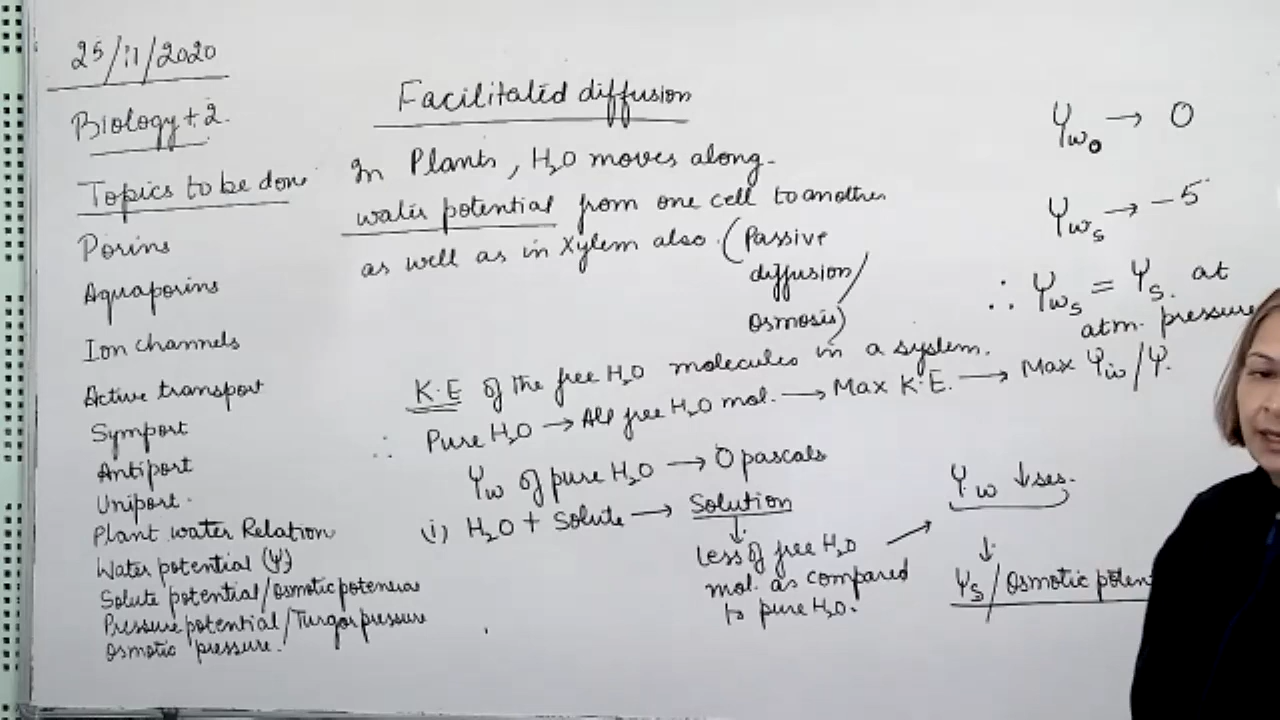 25/11/2020
Biology +2.
Topics to be done
Porins
Aquaporins
Ion channels
Active transport
Symport
Antiport
Uniport.
Plant water Relation
Water potential (Ψ)
Solute potential/Osmotic potential
Pressure potential/Turgor pressure
Osmotic pressure.
Facilitated diffusion
In Plants, H₂O moves along
water potential from one cell to another
as well as in Xylem also. (Passive
diffusion/
Osmosis)
K.E of the free H₂O molecules in a system.
∴ Pure H₂O → All free H₂O mol. → Max K.E. → Max Ψw/Ψ.
Ψw of pure H₂O → 0 pascals
(i) H₂O + Solute → Solution
↓
less of free H₂O
mol. as compared
to pure H₂O.
→ Ψw ↓ses.
↓
Ψs/Osmotic poten
Ψw₀ → 0
Ψws → -5
∴ Ψws = Ψs. at
atm. pressure